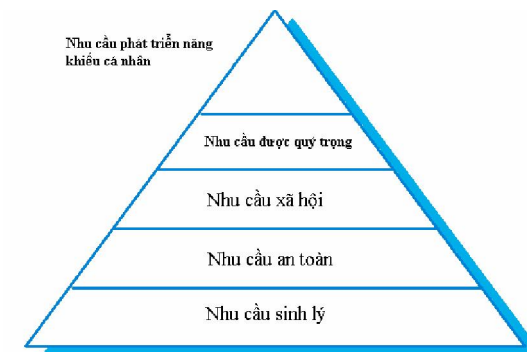 Nhu cầu phát triển năng
khiếu cá nhân
Nhu cầu được quý trọng
Nhu cầu xã hội
Nhu cầu an toàn
Nhu cầu sinh lý